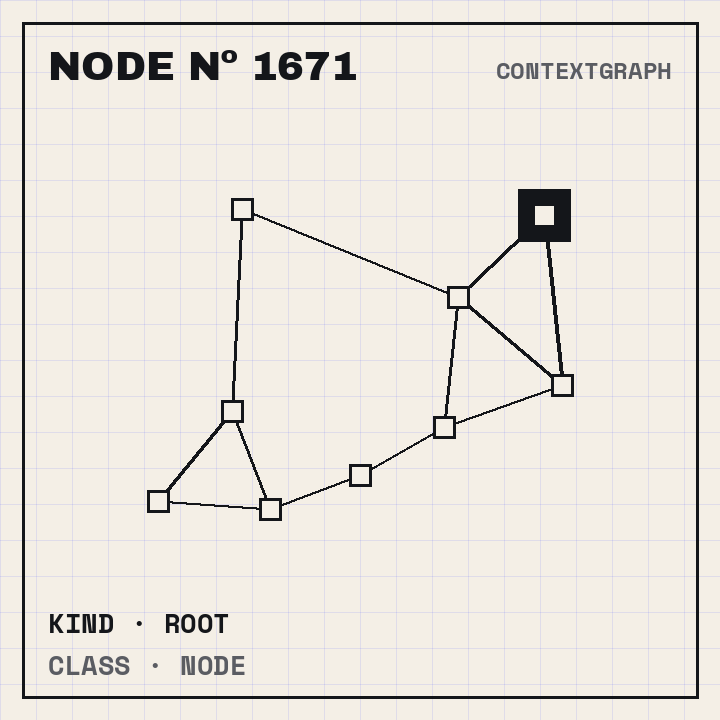 NODE Nº 1671
CONTEXTGRAPH
KIND · ROOT
CLASS · NODE